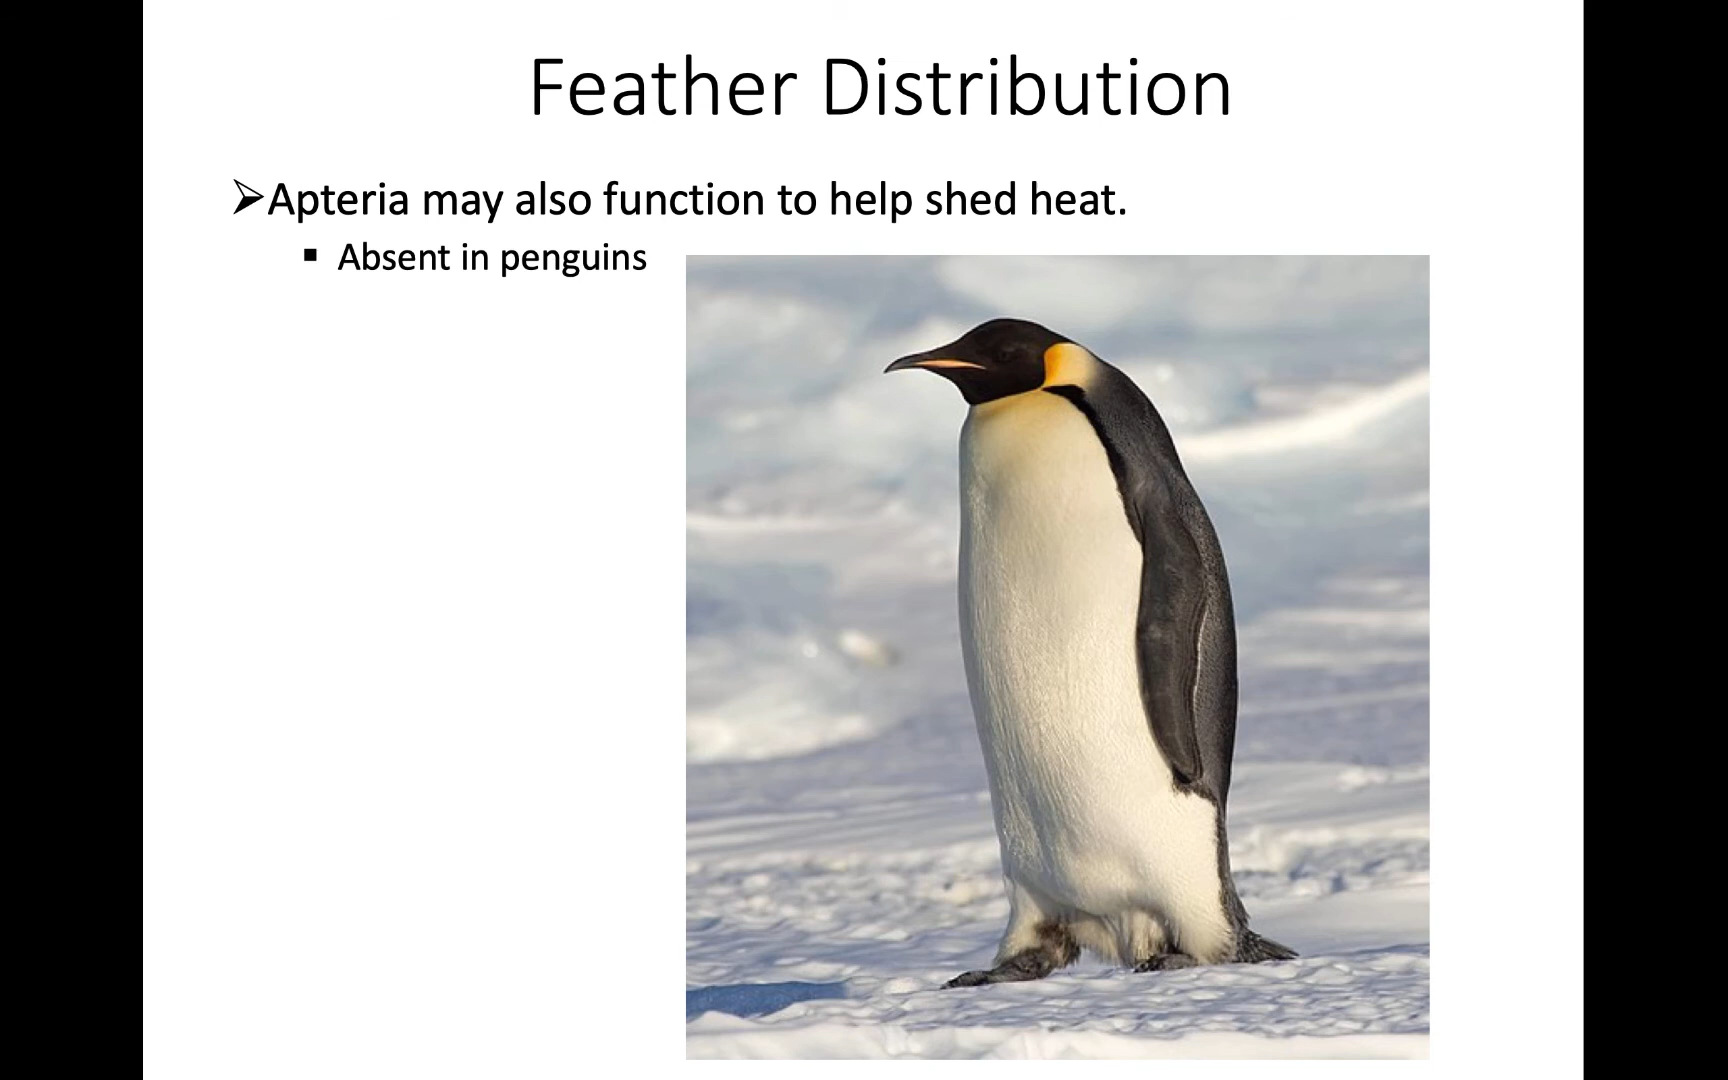 Feather Distribution
➢Apteria may also function to help shed heat.
▪ Absent in penguins